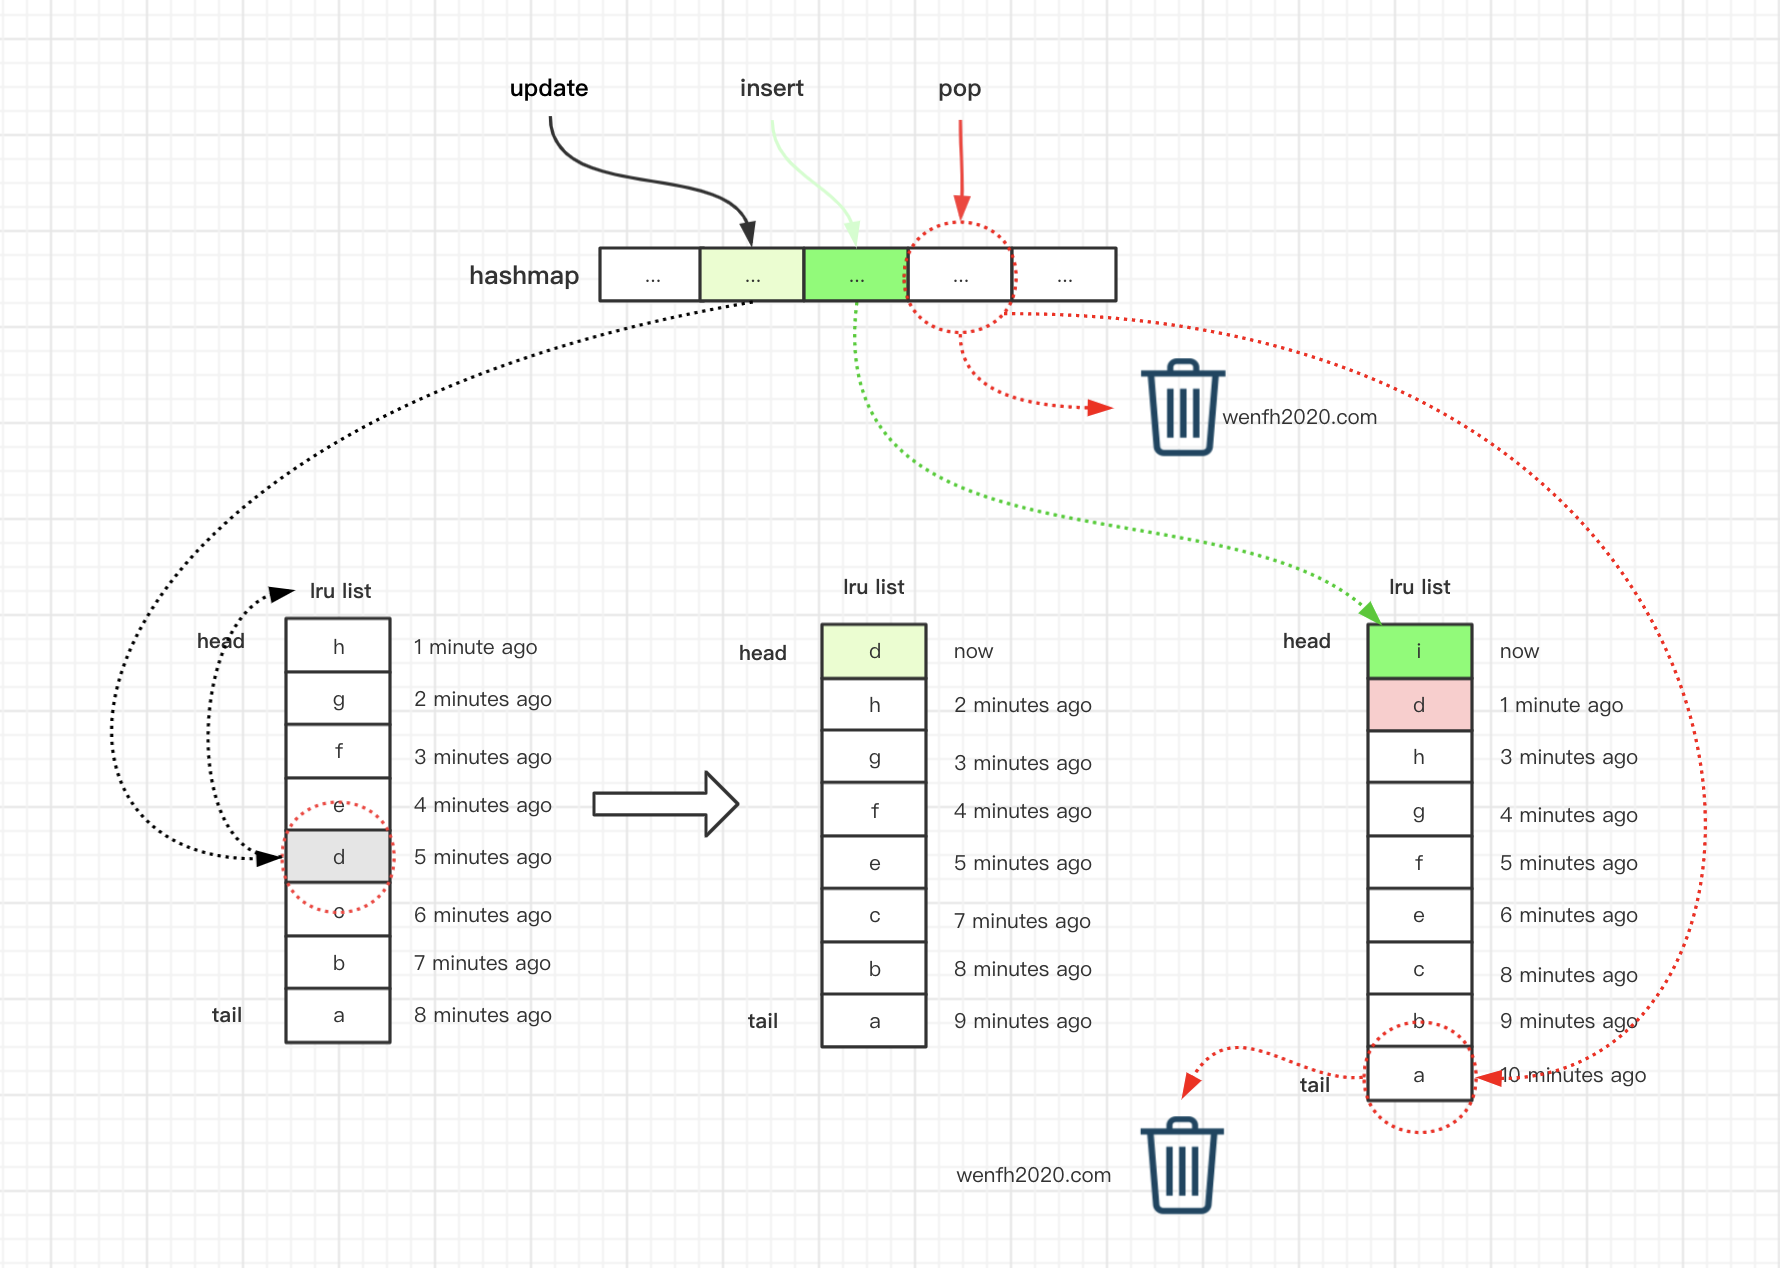 update insert pop
hashmap ... ... ... ... ...
wenfh2020.com
lru list
head
h 1 minute ago
g 2 minutes ago
f 3 minutes ago
e 4 minutes ago
d 5 minutes ago
c 6 minutes ago
b 7 minutes ago
tail a 8 minutes ago
lru list
head d now
h 2 minutes ago
g 3 minutes ago
f 4 minutes ago
e 5 minutes ago
c 7 minutes ago
b 8 minutes ago
tail a 9 minutes ago
lru list
head i now
d 1 minute ago
h 3 minutes ago
g 4 minutes ago
f 5 minutes ago
e 6 minutes ago
c 8 minutes ago
b 9 minutes ago
tail a 10 minutes ago
wenfh2020.com